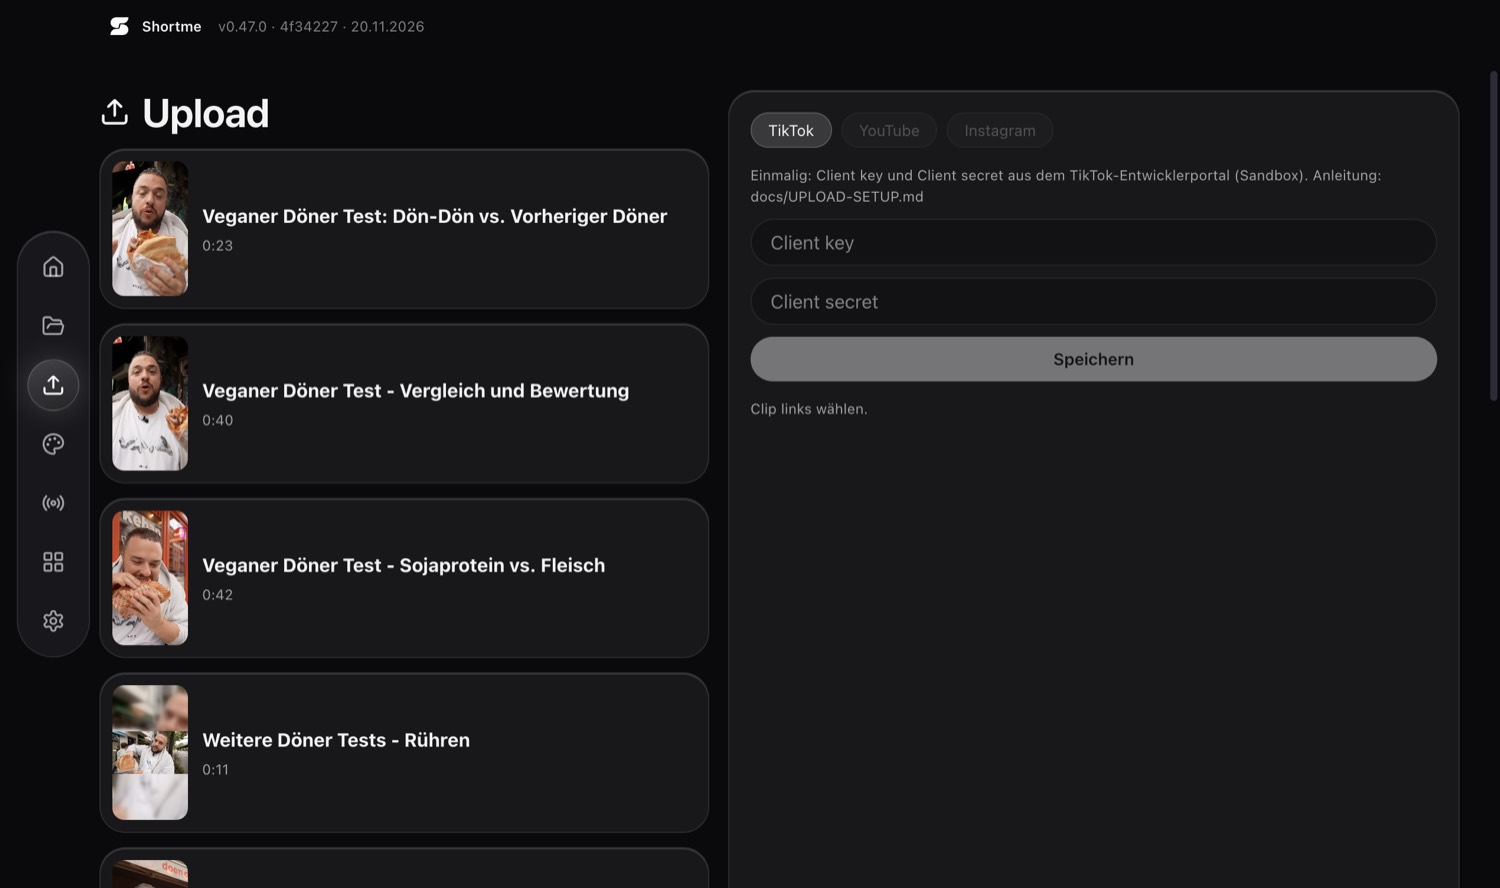 Shortme v0.47.0 · 4f34227 · 20.11.2026
Upload
Veganer Döner Test: Dön-Dön vs. Vorheriger Döner
0:23
Veganer Döner Test - Vergleich und Bewertung
0:40
Veganer Döner Test - Sojaprotein vs. Fleisch
0:42
Weitere Döner Tests - Rühren
0:11
TikTok YouTube Instagram
Einmalig: Client key und Client secret aus dem TikTok-Entwicklerportal (Sandbox). Anleitung:
docs/UPLOAD-SETUP.md
Client key
Client secret
Speichern
Clip links wählen.